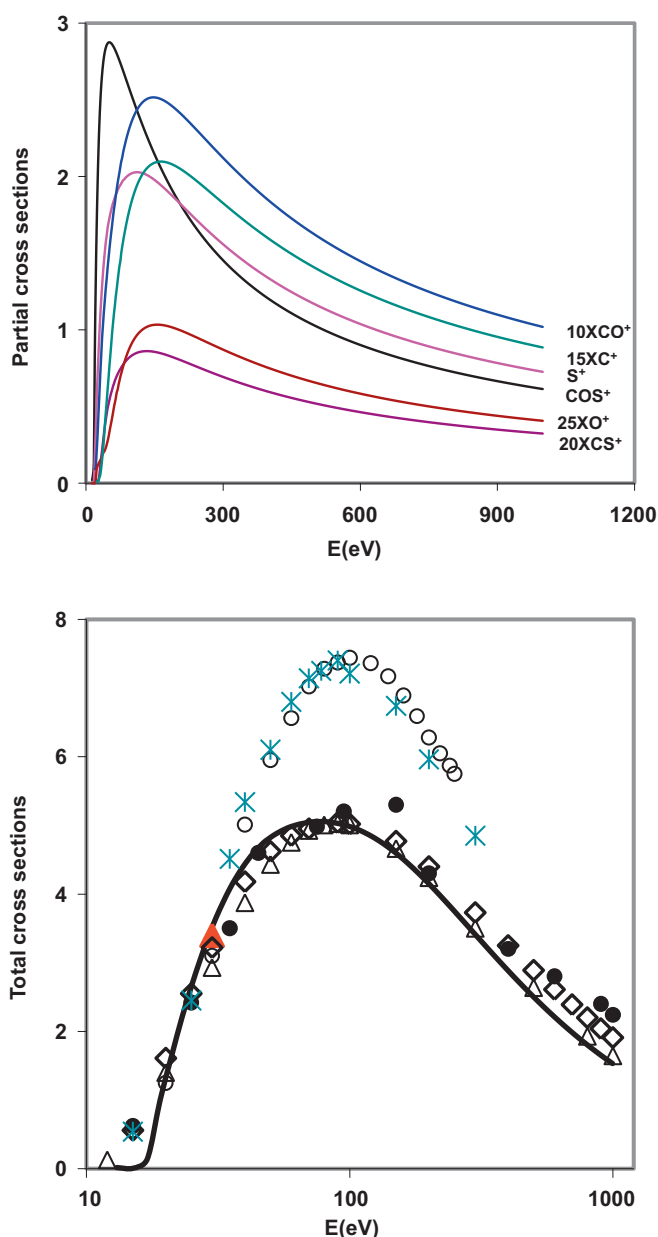 3
2
1
0
Partial cross sections
10XCO⁺
15XC⁺
S⁺
COS⁺
25XO⁺
20XCS⁺
0 300 600 900 1200
E(eV)
8
6
4
2
0
Total cross sections
10 100 1000
E(eV)